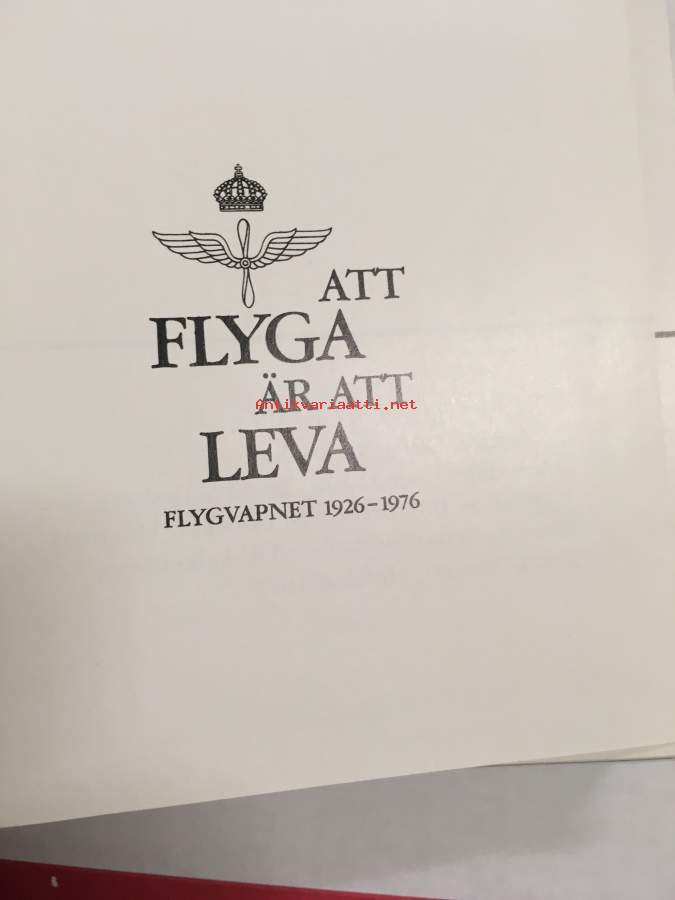 ATT
FLYGA
ÄR ATT
Antikvariaatti.net
LEVA
FLYGVAPNET 1926–1976